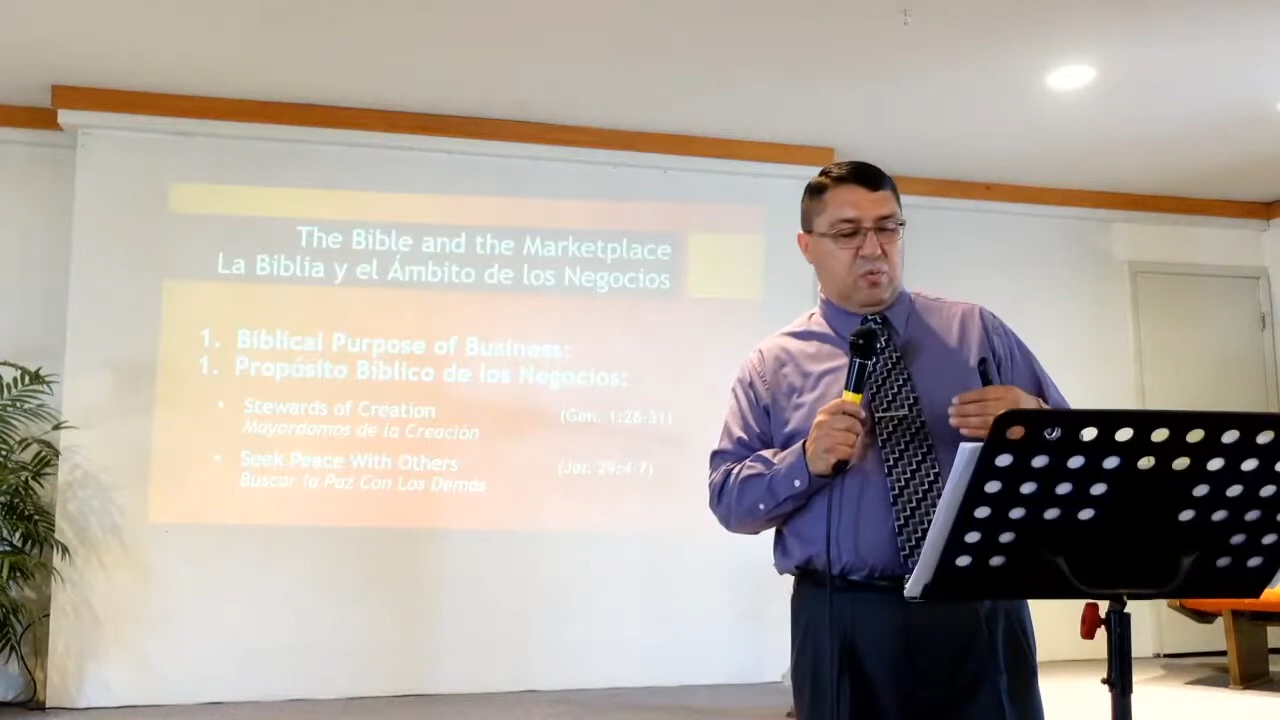 The Bible and the Marketplace
La Biblia y el Ámbito de los Negocios
1. Biblical Purpose of Business:
1. Propósito Bíblico de los Negocios:
• Stewards of Creation (Gen. 1:28-31)
Mayordomos de la Creación
• Seek Peace With Others (Jer. 29:4-7)
Buscar la Paz Con Los Demás